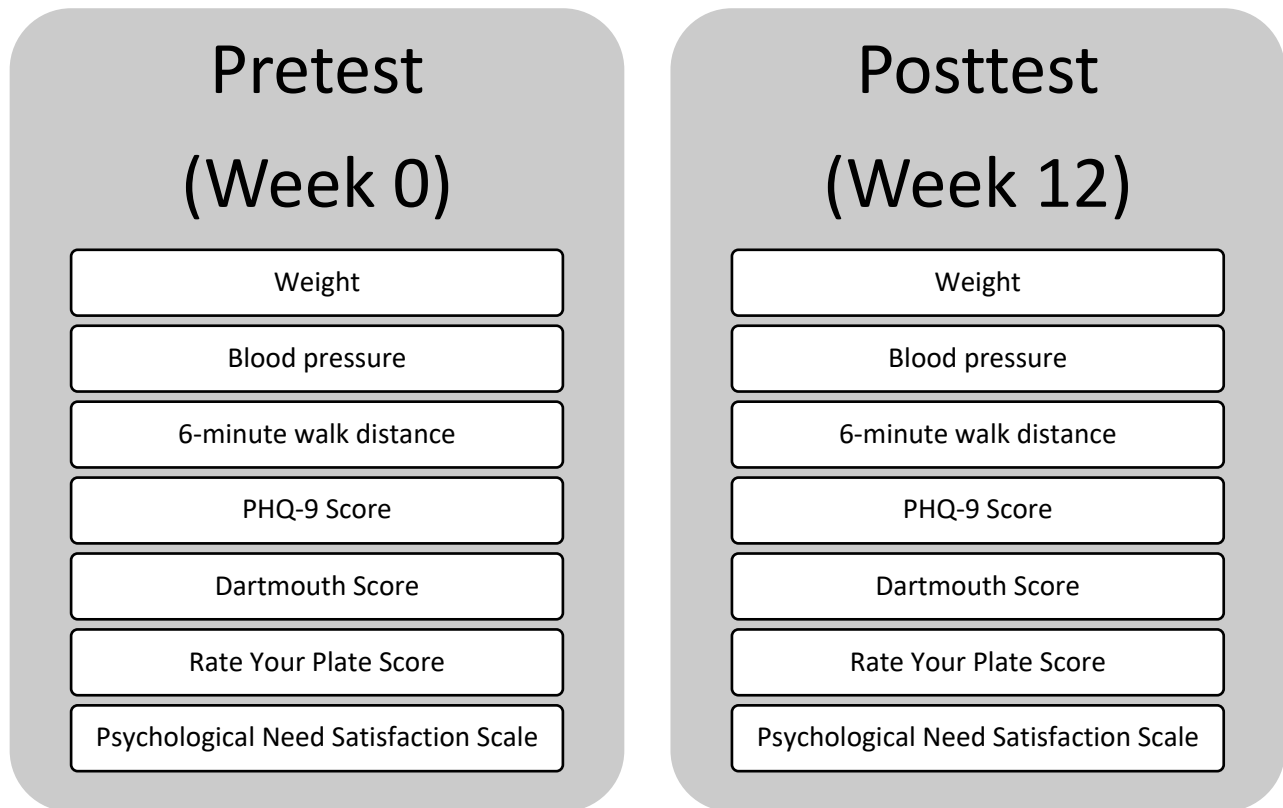 Pretest
(Week 0)
Weight
Blood pressure
6-minute walk distance
PHQ-9 Score
Dartmouth Score
Rate Your Plate Score
Psychological Need Satisfaction Scale
Posttest
(Week 12)
Weight
Blood pressure
6-minute walk distance
PHQ-9 Score
Dartmouth Score
Rate Your Plate Score
Psychological Need Satisfaction Scale